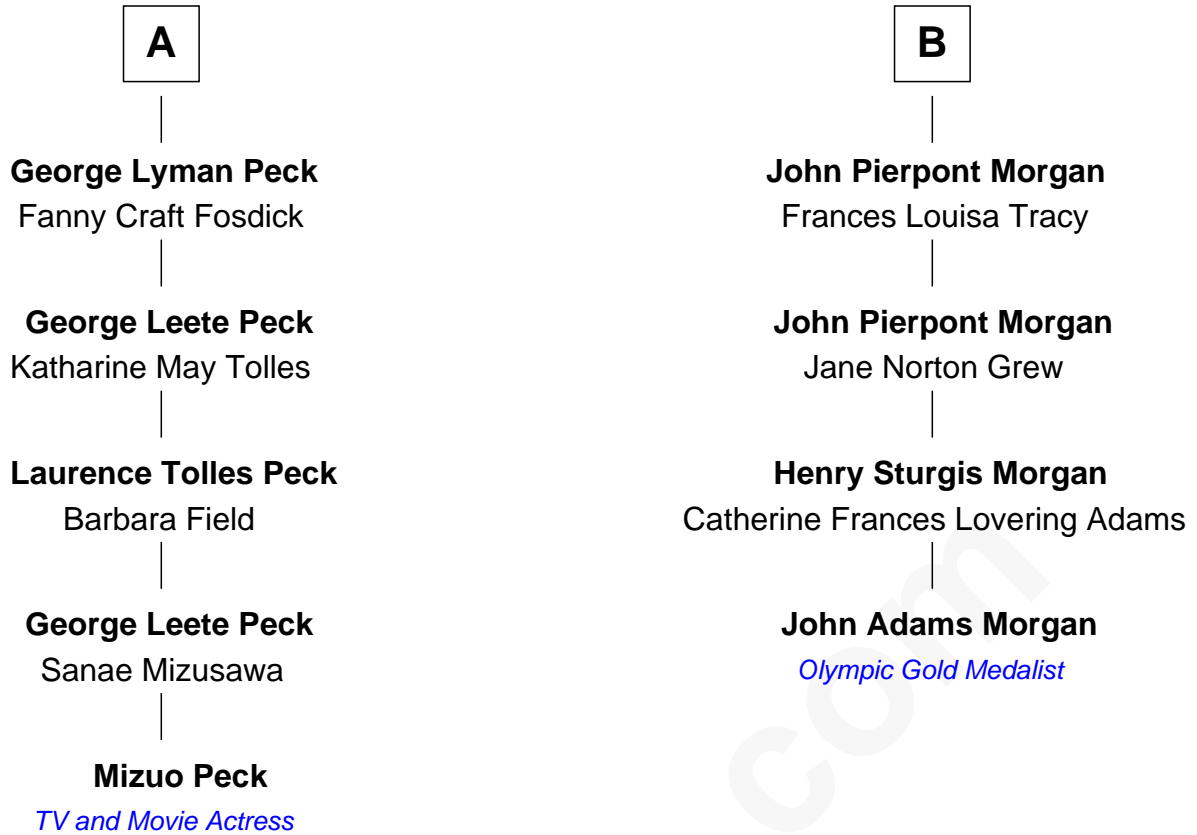 A
George Lyman Peck
Fanny Craft Fosdick
George Leete Peck
Katharine May Tolles
Laurence Tolles Peck
Barbara Field
George Leete Peck
Sanae Mizusawa
Mizuo Peck
TV and Movie Actress
B
John Pierpont Morgan
Frances Louisa Tracy
John Pierpont Morgan
Jane Norton Grew
Henry Sturgis Morgan
Catherine Frances Lovering Adams
John Adams Morgan
Olympic Gold Medalist
com